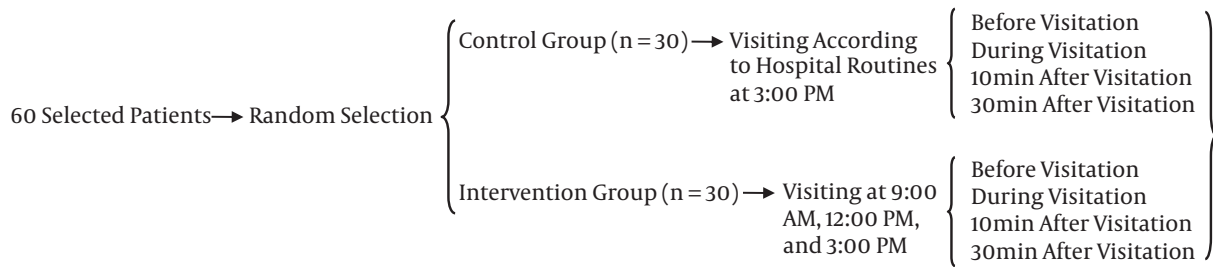 60 Selected Patients
Random Selection
Control Group (n = 30)
Visiting According
to Hospital Routines
at 3:00 PM
Before Visitation
During Visitation
10min After Visitation
30min After Visitation
Intervention Group (n = 30)
Visiting at 9:00
AM, 12:00 PM,
and 3:00 PM
Before Visitation
During Visitation
10min After Visitation
30min After Visitation